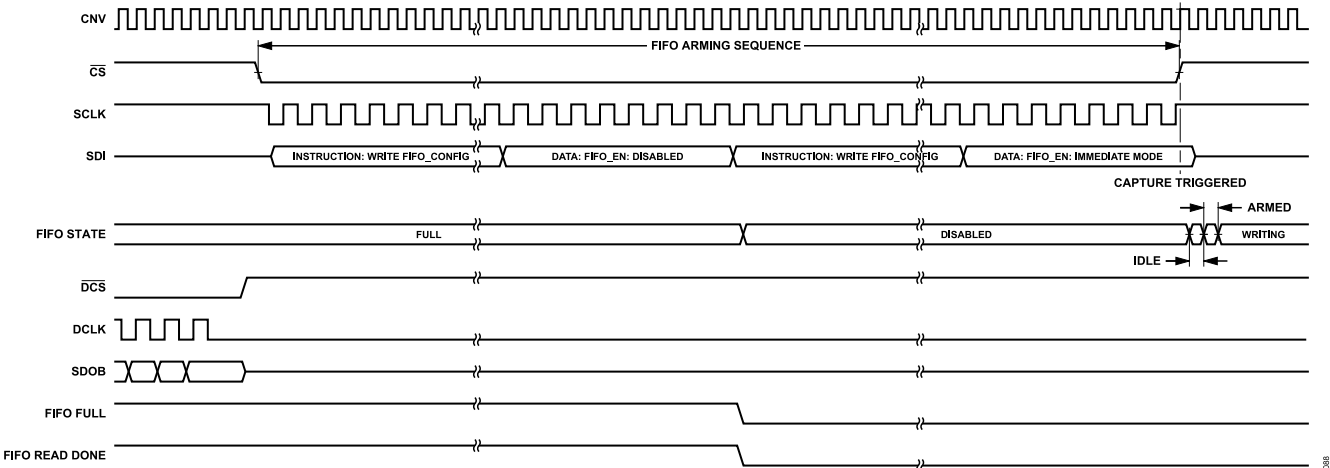 CNV
FIFO ARMING SEQUENCE
CS
SCLK
SDI
INSTRUCTION: WRITE FIFO_CONFIG
DATA: FIFO_EN: DISABLED
INSTRUCTION: WRITE FIFO_CONFIG
DATA: FIFO_EN: IMMEDIATE MODE
CAPTURE TRIGGERED
ARMED
FIFO STATE
FULL
DISABLED
WRITING
IDLE
DCS
DCLK
SDOB
FIFO FULL
FIFO READ DONE
088